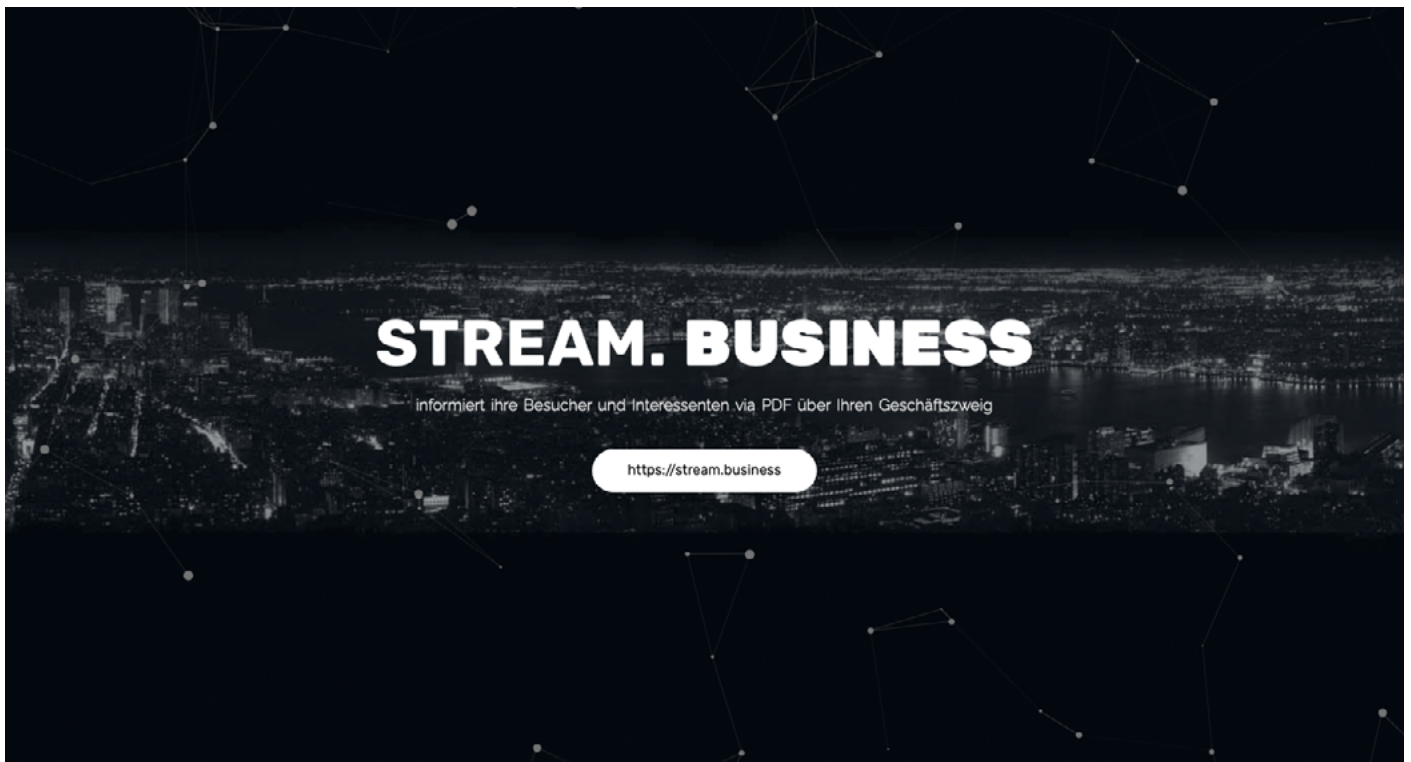 STREAM. BUSINESS
informiert ihre Besucher und Interessenten via PDF über Ihren Geschäftszweig
https://stream.business